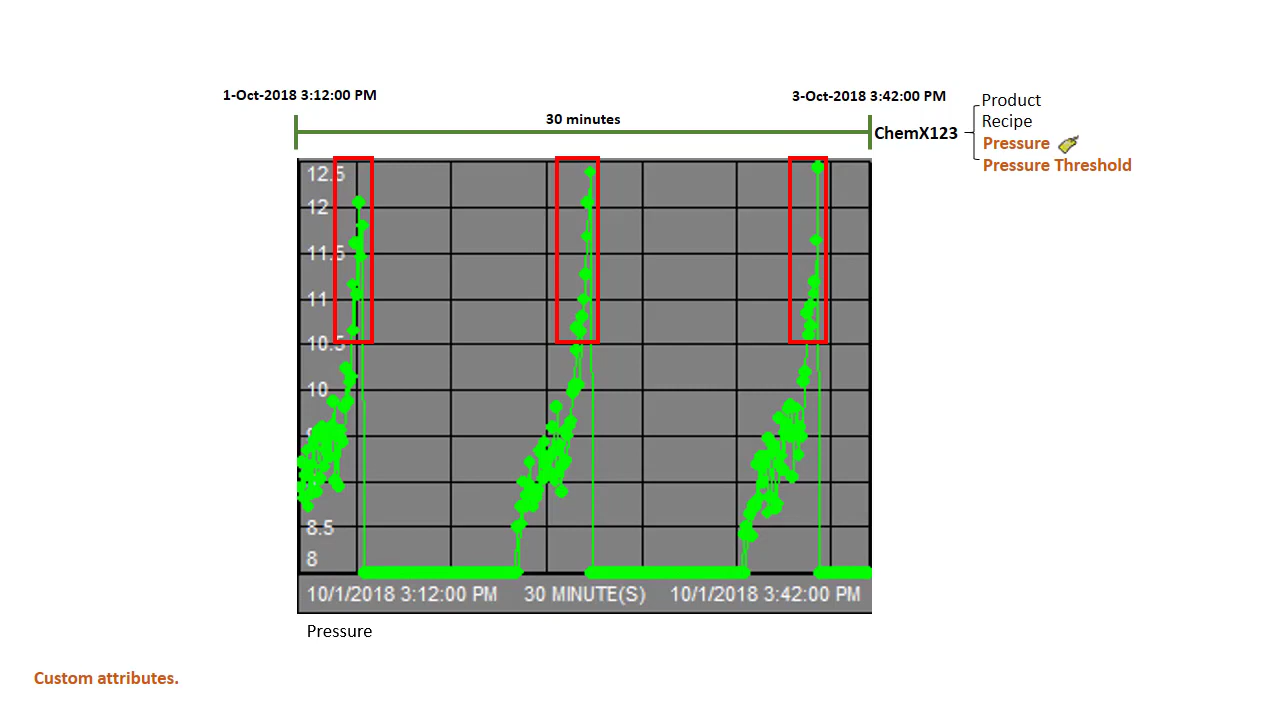 1-Oct-2018 3:12:00 PM
3-Oct-2018 3:42:00 PM
30 minutes
ChemX123
Product
Recipe
Pressure
Pressure Threshold
12.5
12
11.5
11
10.5
10
8.5
8
10/1/2018 3:12:00 PM 30 MINUTE(S) 10/1/2018 3:42:00 PM
Pressure
Custom attributes.